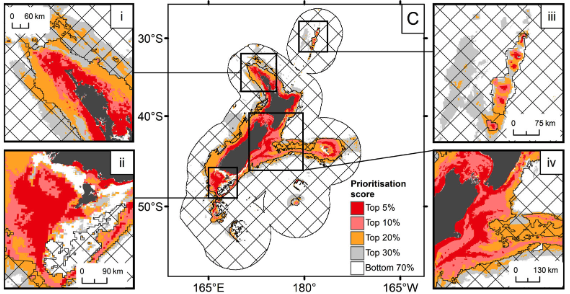 i
0 60 km
ii
0 90 km
C
30°S
40°S
50°S
165°E
180°
165°W
Prioritisation
score
Top 5%
Top 10%
Top 20%
Top 30%
Bottom 70%
iii
0 75 km
iv
0 130 km